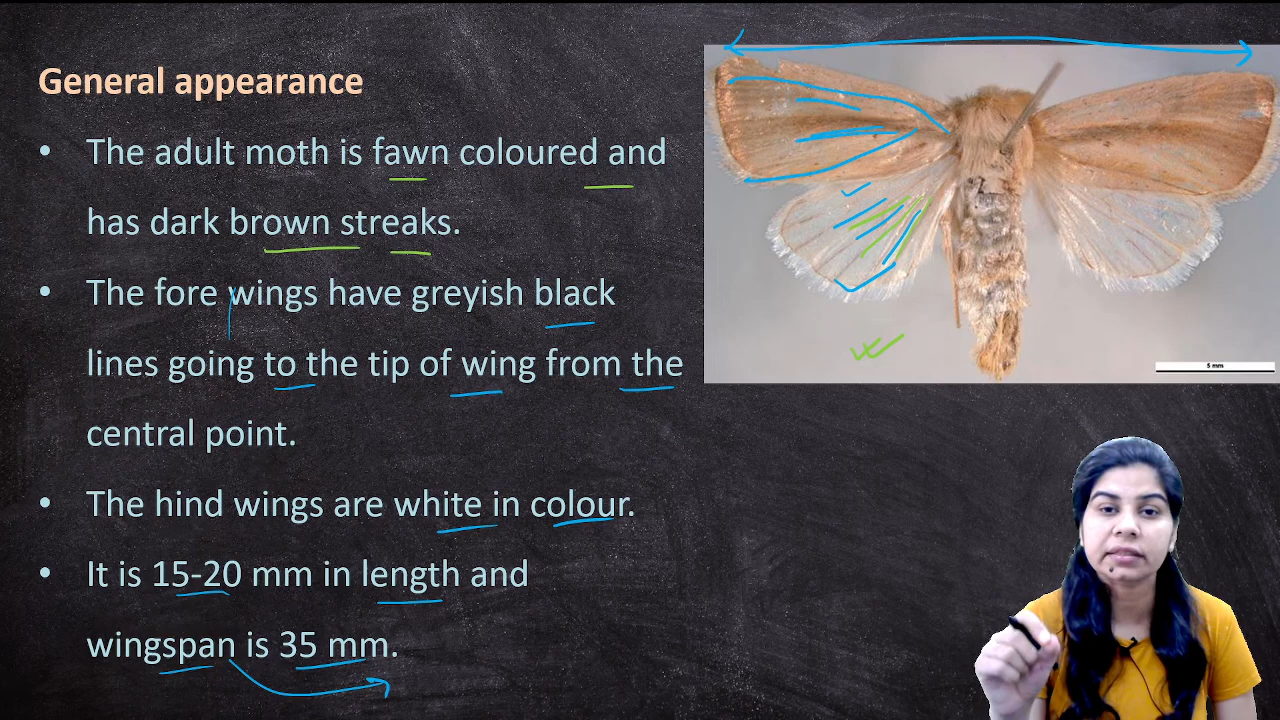 General appearance
• The adult moth is fawn coloured and
has dark brown streaks.
• The fore wings have greyish black
lines going to the tip of wing from the
central point.
• The hind wings are white in colour.
• It is 15-20 mm in length and
wingspan is 35 mm.
5 mm